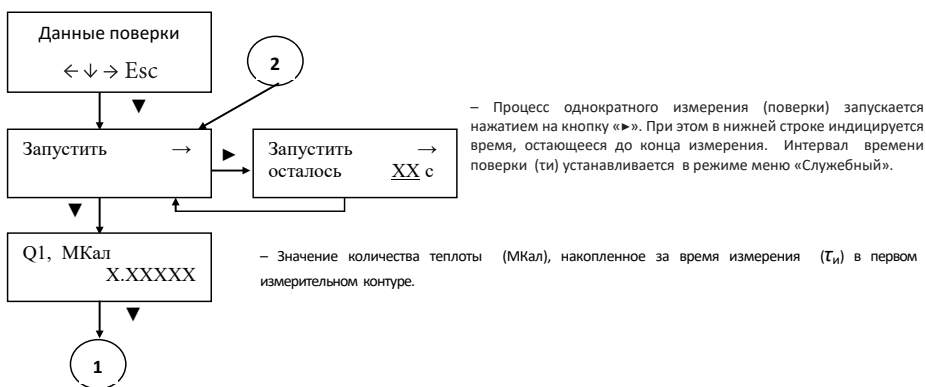 Данные поверки
← ↓ → Esc
2
▼
Запустить →
►
Запустить →
осталось XX с
– Процесс однократного измерения (поверки) запускается
нажатием на кнопку «►». При этом в нижней строке индицируется
время, остающееся до конца измерения. Интервал времени
поверки (τи) устанавливается в режиме меню «Служебный».
▼
Q1, МКал
X.XXXXX
– Значение количества теплоты (МКал), накопленное за время измерения (τи) в первом
измерительном контуре.
▼
1